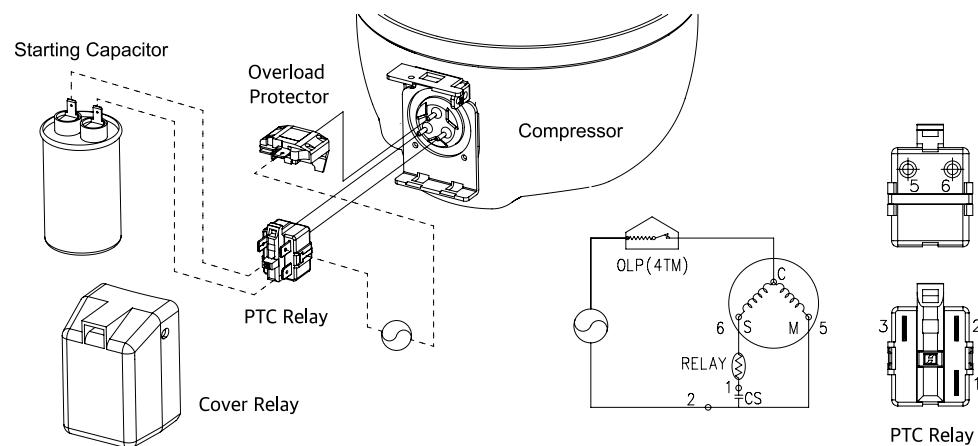 Starting Capacitor
Overload
Protector
Compressor
PTC Relay
Cover Relay
OLP(4TM)
C
6 S M 5
RELAY
1
CS
2
5 6
3 2
1
PTC Relay